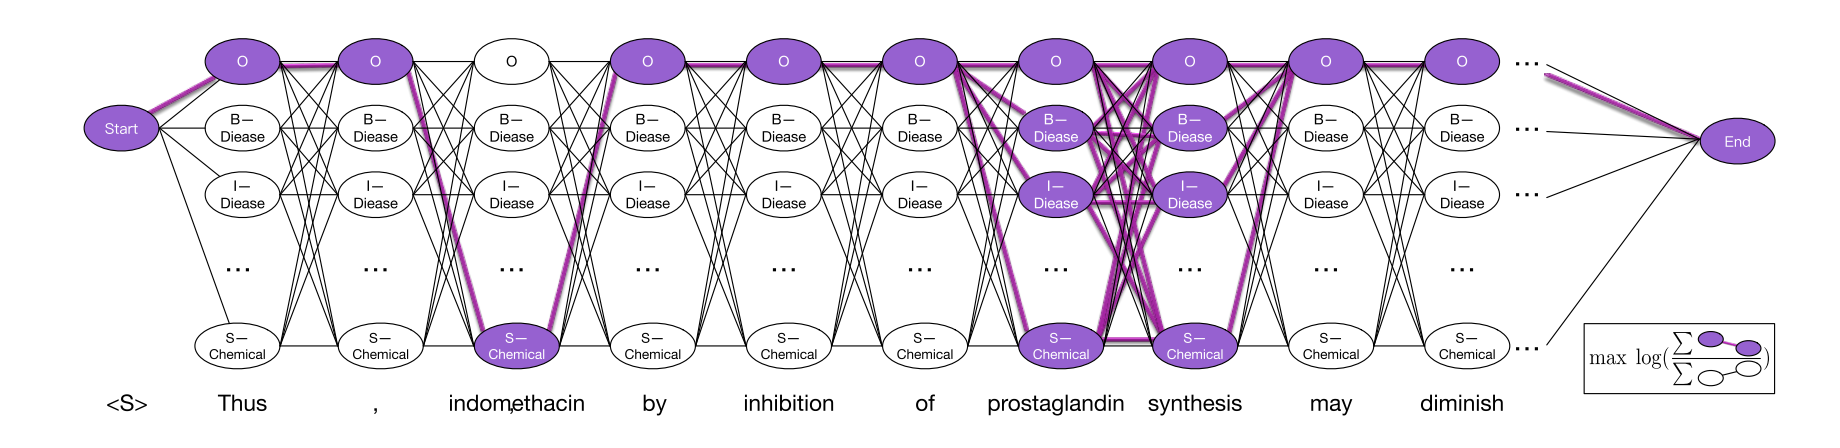 O O O O O O O O O O ...
Start
B— B— B— B— B— B— B— B— B— B—
Diease Diease Diease Diease Diease Diease Diease Diease Diease Diease ...
End
I— I— I— I— I— I— I— I— I— I—
Diease Diease Diease Diease Diease Diease Diease Diease Diease Diease ...
... ... ... ... ... ... ... ... ... ...
S— S— S— S— S— S— S— S— S— S—
Chemical Chemical Chemical Chemical Chemical Chemical Chemical Chemical Chemical Chemical ...
max log(∑ / ∑)
<S> Thus , indomethacin, by inhibition of prostaglandin synthesis may diminish